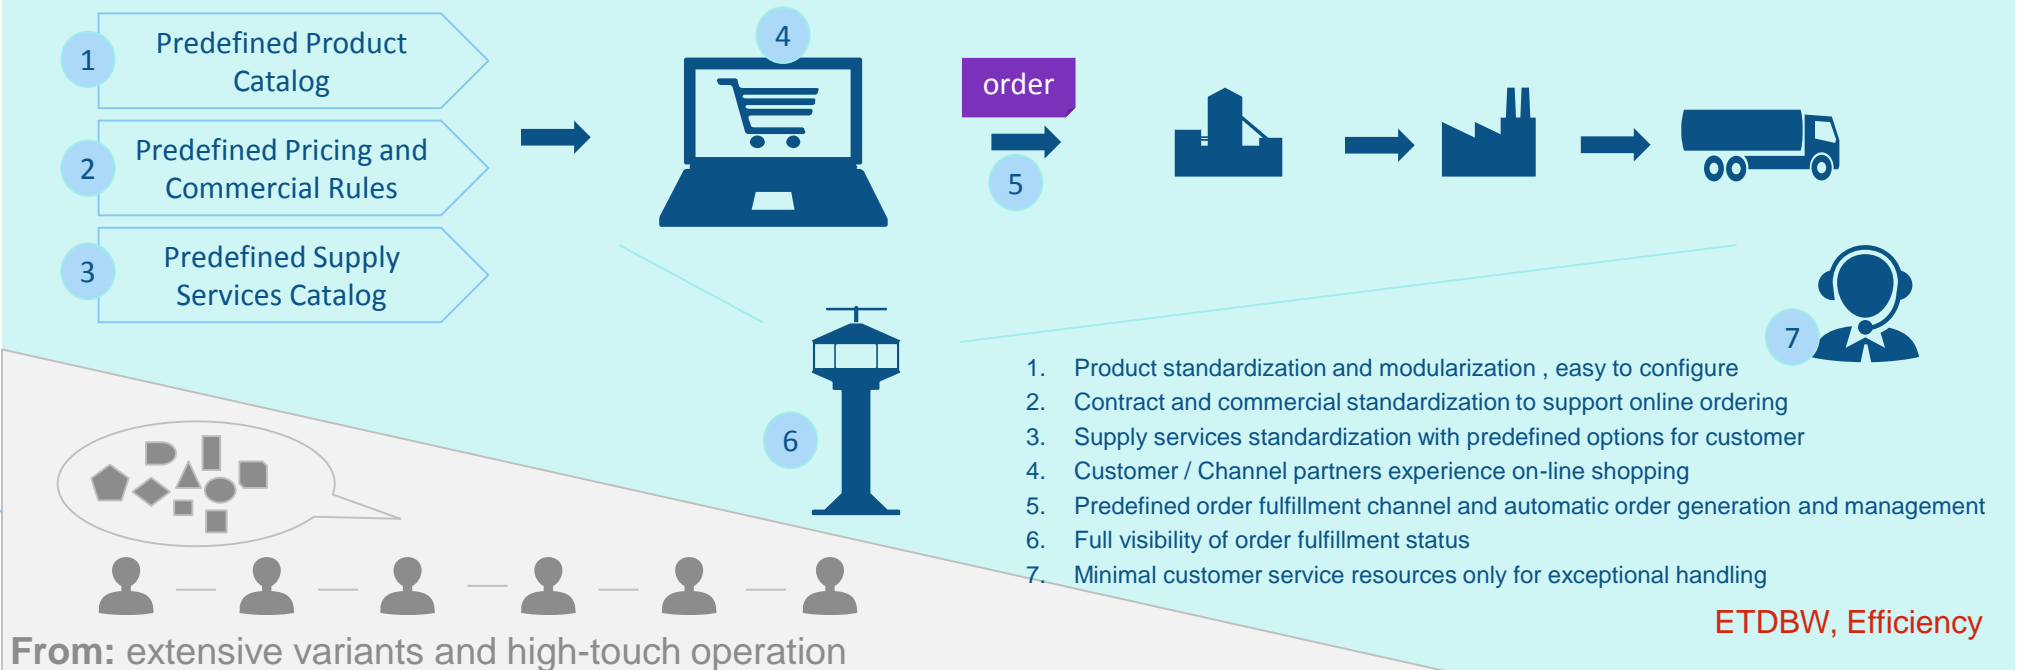 1
Predefined Product
Catalog
2
Predefined Pricing and
Commercial Rules
3
Predefined Supply
Services Catalog
4
order
5
6
7
1. Product standardization and modularization , easy to configure
2. Contract and commercial standardization to support online ordering
3. Supply services standardization with predefined options for customer
4. Customer / Channel partners experience on-line shopping
5. Predefined order fulfillment channel and automatic order generation and management
6. Full visibility of order fulfillment status
7. Minimal customer service resources only for exceptional handling
ETDBW, Efficiency
From: extensive variants and high-touch operation